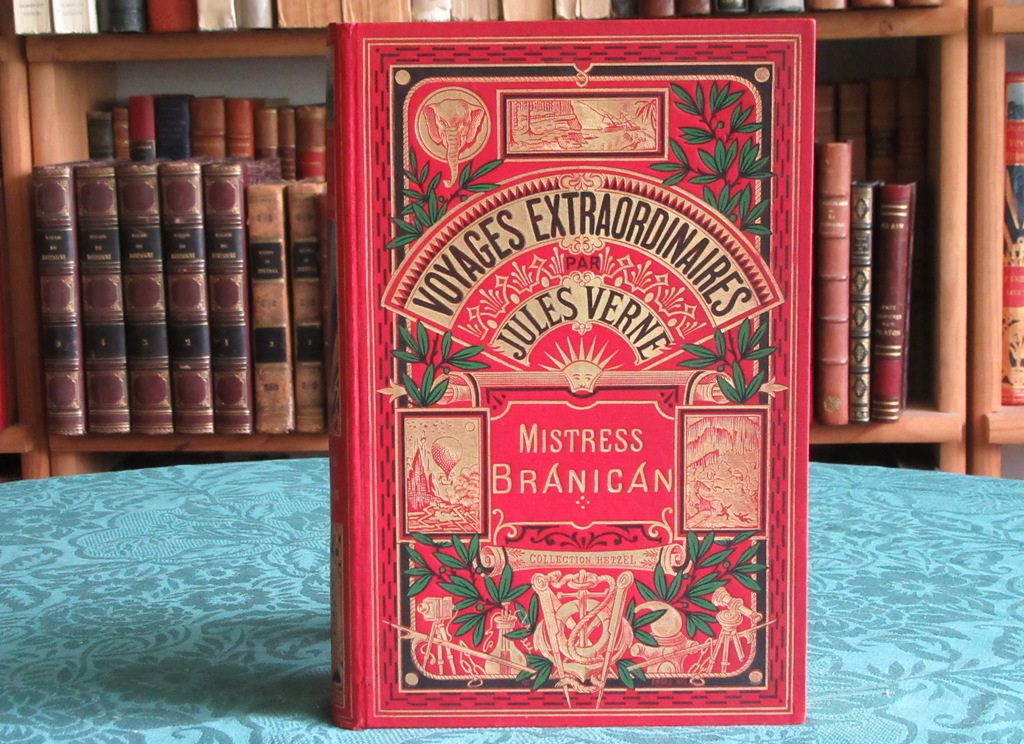 VOYAGES EXTRAORDINAIRES
PAR
JULES VERNE
MISTRESS
BRANICAN
COLLECTION HETZEL